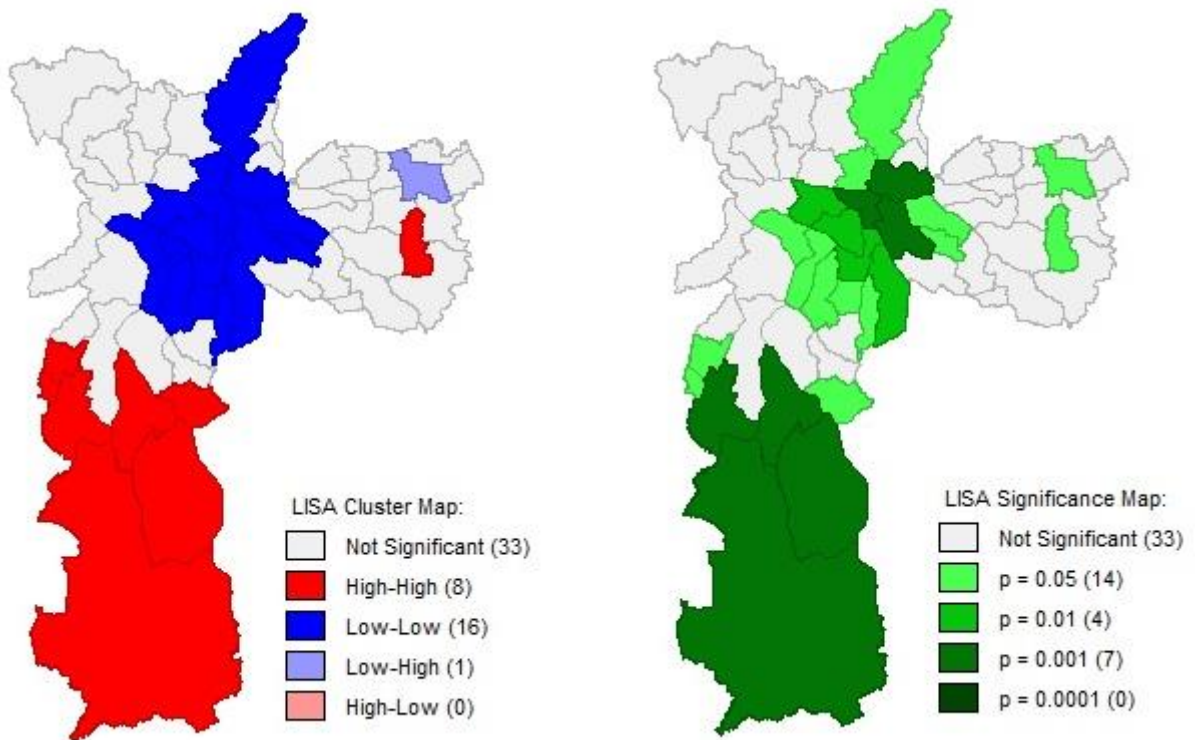 LISA Cluster Map:
Not Significant (33)
High-High (8)
Low-Low (16)
Low-High (1)
High-Low (0)
LISA Significance Map:
Not Significant (33)
p = 0.05 (14)
p = 0.01 (4)
p = 0.001 (7)
p = 0.0001 (0)